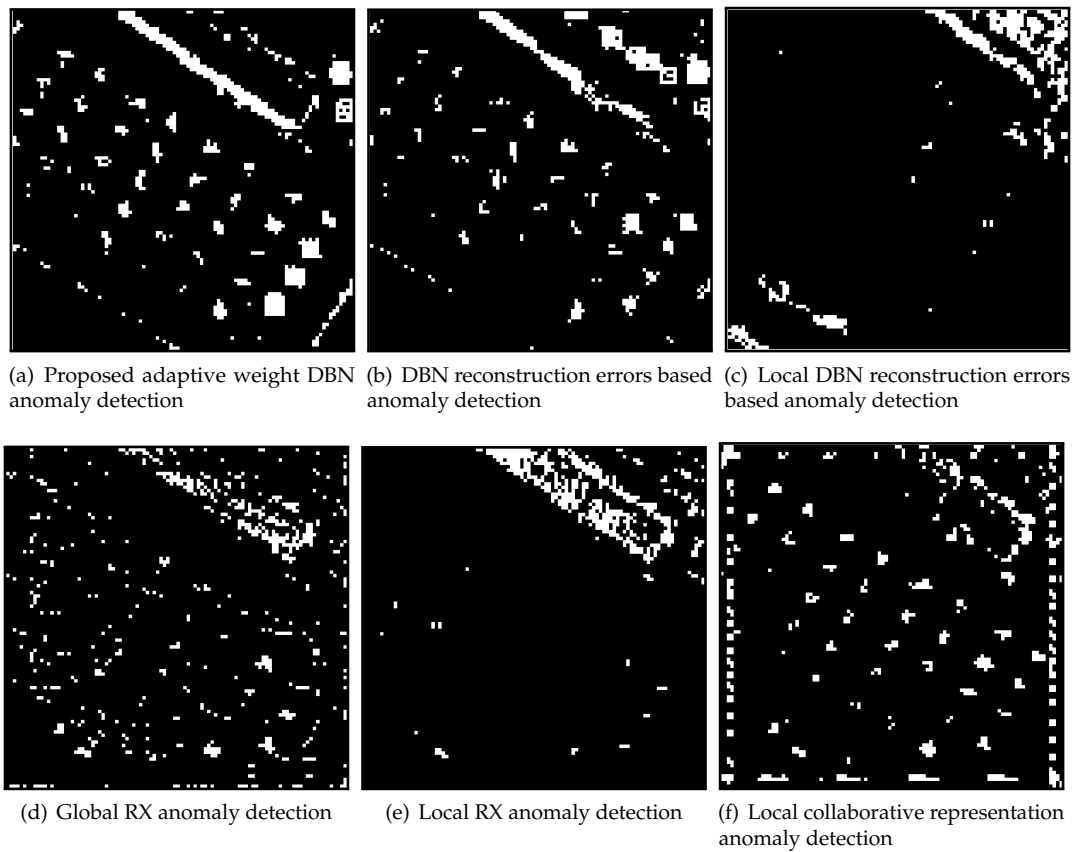 (a) Proposed adaptive weight DBN
anomaly detection
(b) DBN reconstruction errors based
anomaly detection
(c) Local DBN reconstruction errors
based anomaly detection
(d) Global RX anomaly detection
(e) Local RX anomaly detection
(f) Local collaborative representation
anomaly detection